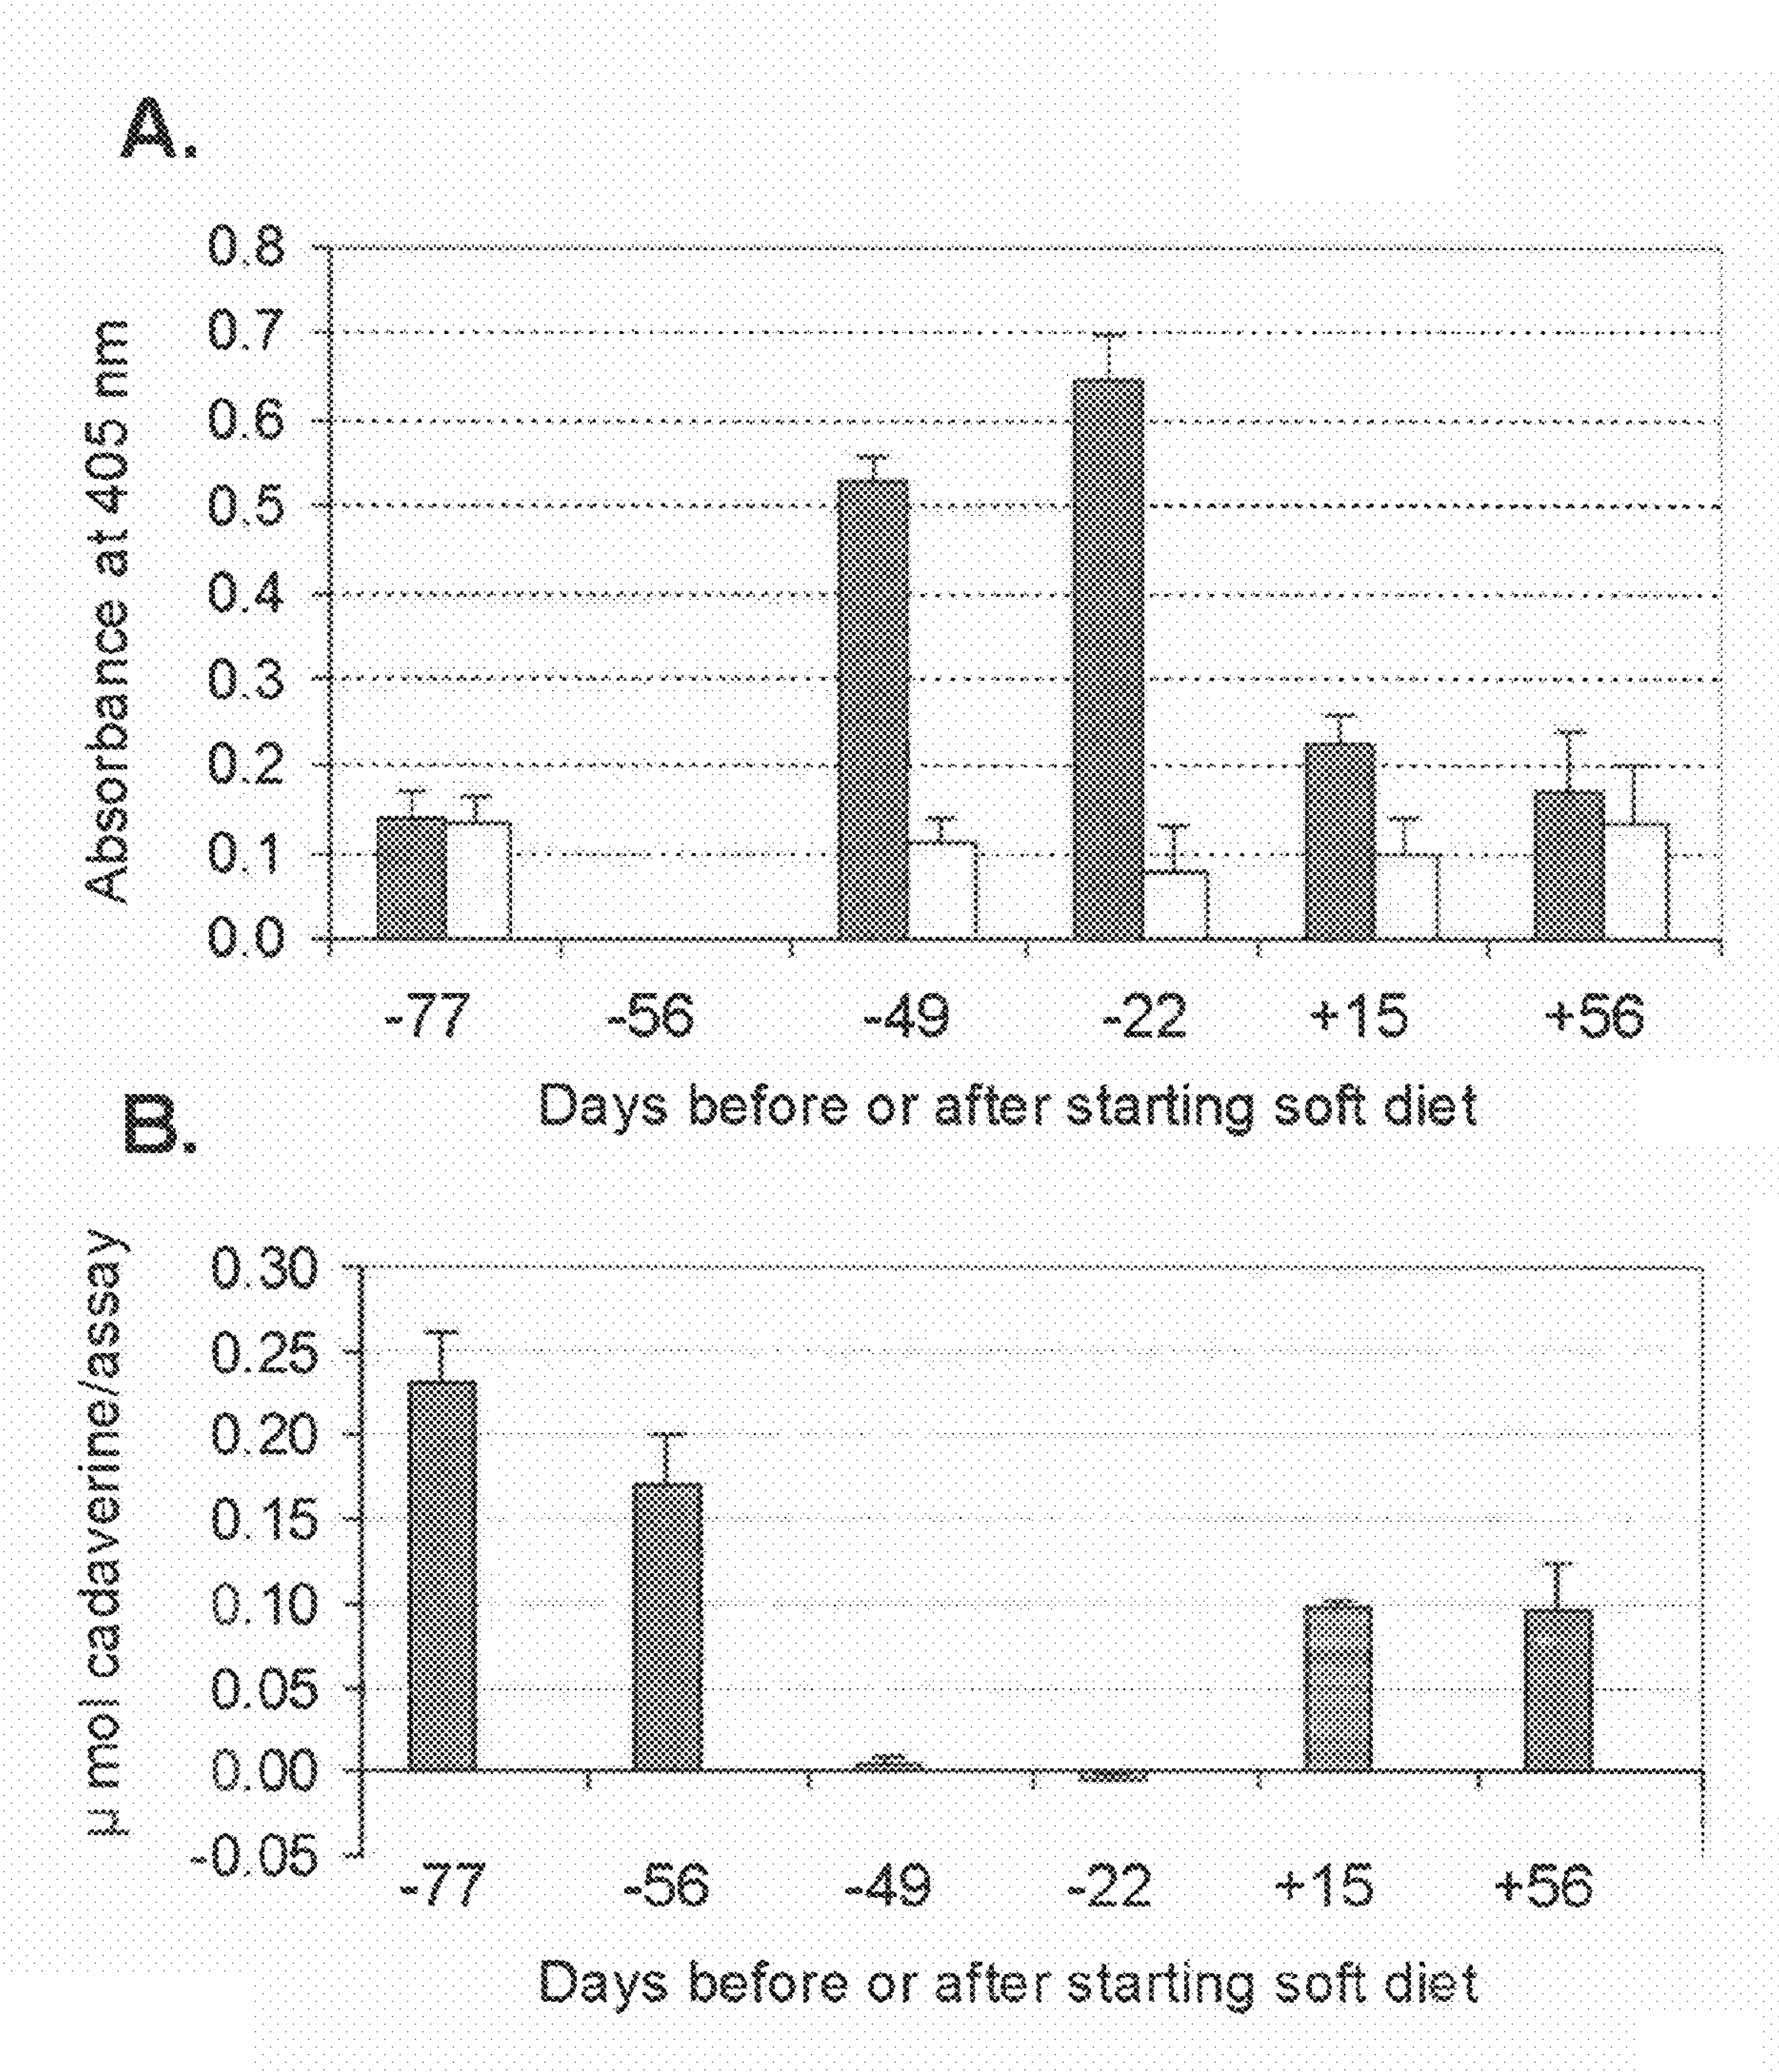 A.
Absorbance at 405 nm
0.8
0.7
0.6
0.5
0.4
0.3
0.2
0.1
0.0
-77 -56 -49 -22 +15 +56
Days before or after starting soft diet
B.
µ mol cadaverine/assay
0.30
0.25
0.20
0.15
0.10
0.05
0.00
-0.05
-77 -56 -49 -22 +15 +56
Days before or after starting soft diet